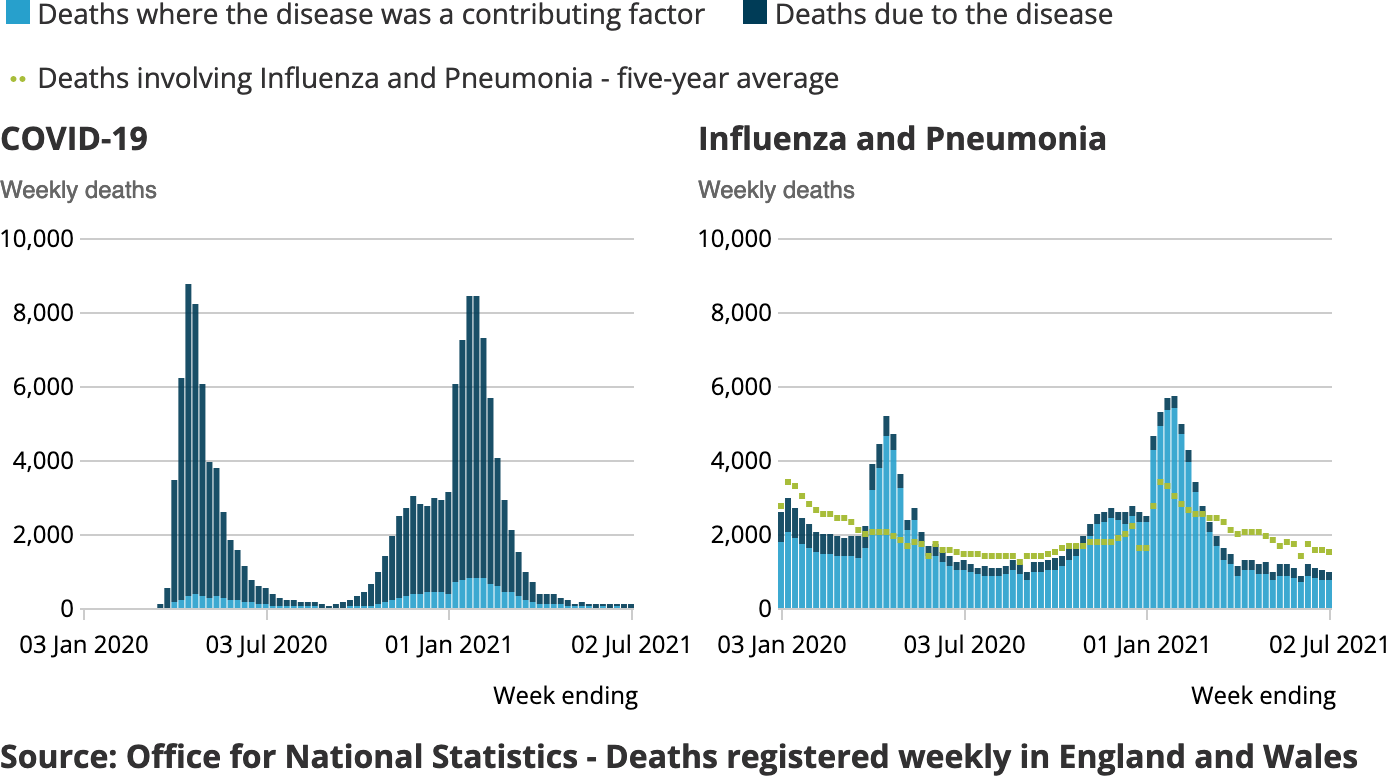 Deaths where the disease was a contributing factor Deaths due to the disease
Deaths involving Influenza and Pneumonia - five-year average
COVID-19
Weekly deaths
10,000
8,000
6,000
4,000
2,000
0
03 Jan 2020 03 Jul 2020 01 Jan 2021 02 Jul 2021
Week ending
Influenza and Pneumonia
Weekly deaths
10,000
8,000
6,000
4,000
2,000
0
03 Jan 2020 03 Jul 2020 01 Jan 2021 02 Jul 2021
Week ending
Source: Office for National Statistics - Deaths registered weekly in England and Wales